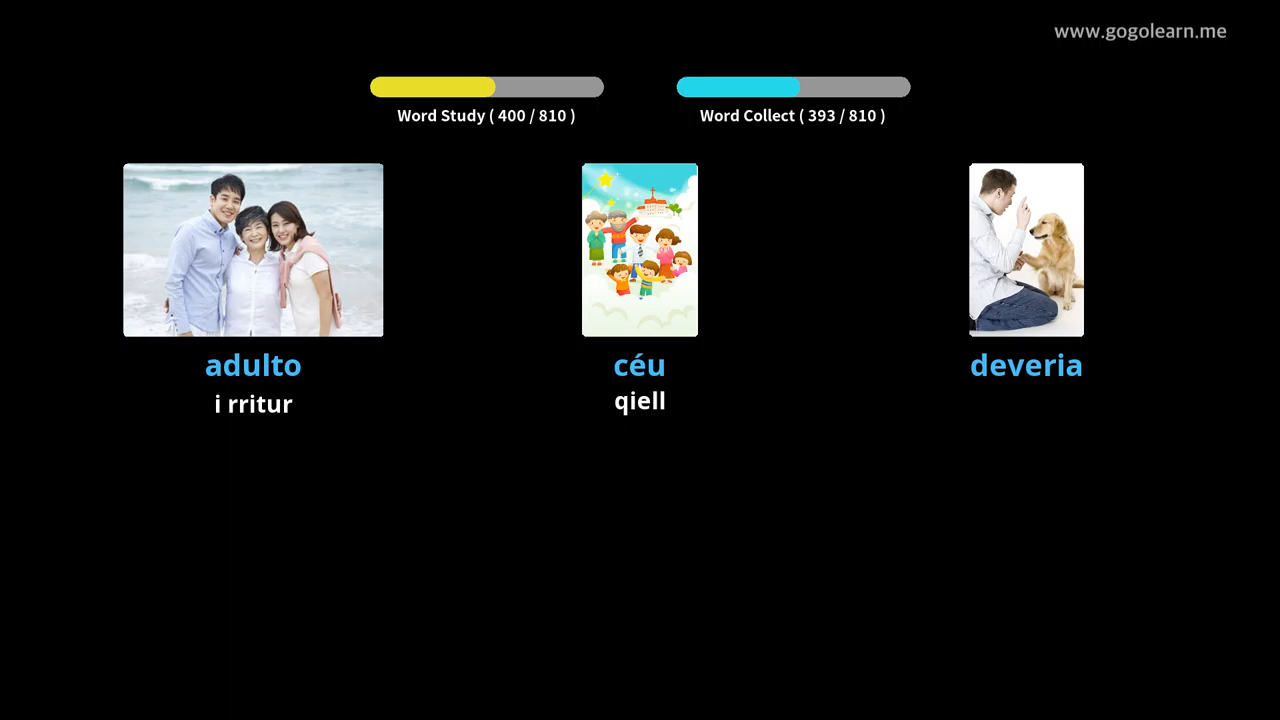 www.gogolearn.me
Word Study ( 400 / 810 )
Word Collect ( 393 / 810 )
adulto
i rritur
céu
qiell
deveria